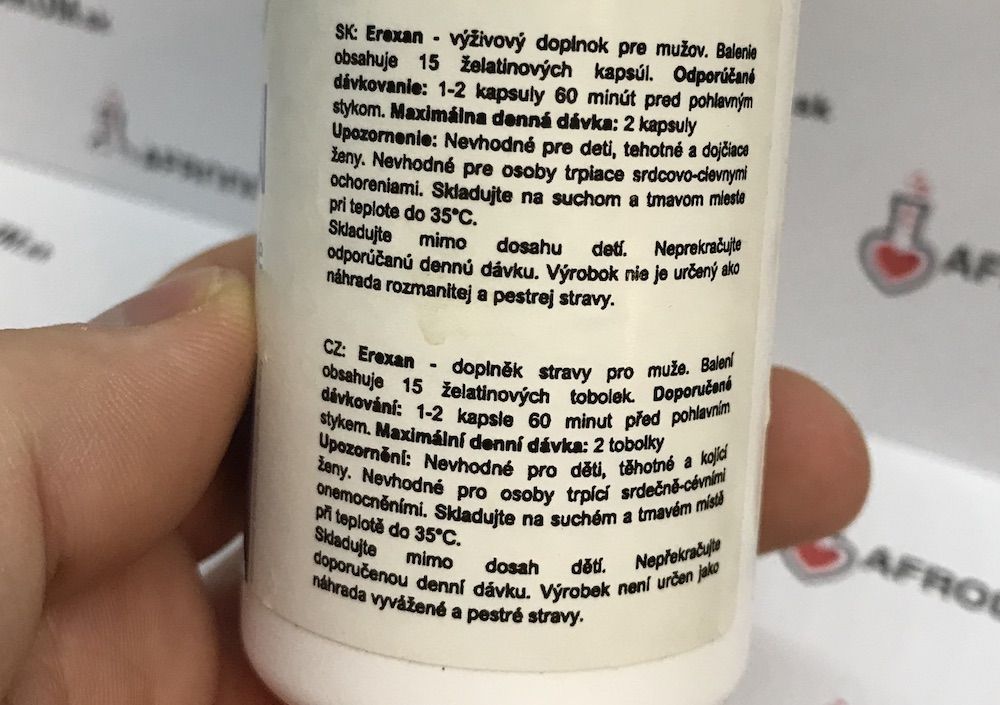 SK: Erexan - výživový doplnok pre mužov. Balenie
obsahuje 15 želatinových kapsúl. Odporúčané
dávkovanie: 1-2 kapsuly 60 minút pred pohlavným
stykom. Maximálna denná dávka: 2 kapsuly
Upozornenie: Nevhodné pre deti, tehotné a dojčiace
ženy. Nevhodné pre osoby trpiace srdcovo-cievnymi
ochoreniami. Skladujte na suchom a tmavom mieste
pri teplote do 35°C.
Skladujte mimo dosahu detí. Neprekračujte
odporúčanú dennú dávku. Výrobok nie je určený ako
náhrada rozmanitej a pestrej stravy.
CZ: Erexan - doplněk stravy pro muže. Balení
obsahuje 15 želatinových tobolek. Doporučené
dávkování: 1-2 kapsle 60 minut před pohlavním
stykem. Maximální denní dávka: 2 tobolky
Upozornění: Nevhodné pro děti, těhotné a kojící
ženy. Nevhodné pro osoby trpící srdečně-cévními
onemocněními. Skladujte na suchém a tmavém místě
při teplotě do 35°C.
Skladujte mimo dosah dětí. Nepřekračujte
doporučenou denní dávku. Výrobek není určen jako
náhrada vyvážené a pestré stravy.
AF
AFROD